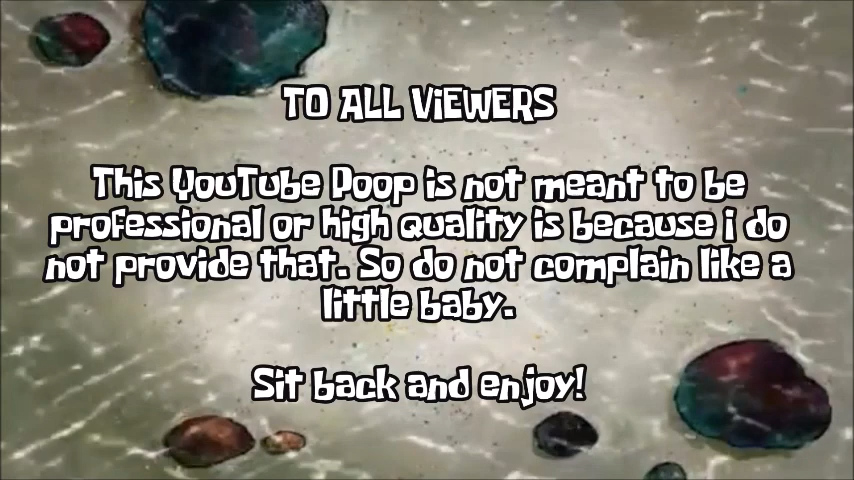 TO ALL ViEWERS
This YouTube Poop is not meant to be
professional or high quality is because i do
not provide that. So do not complain like a
little baby.
Sit back and enjoy!